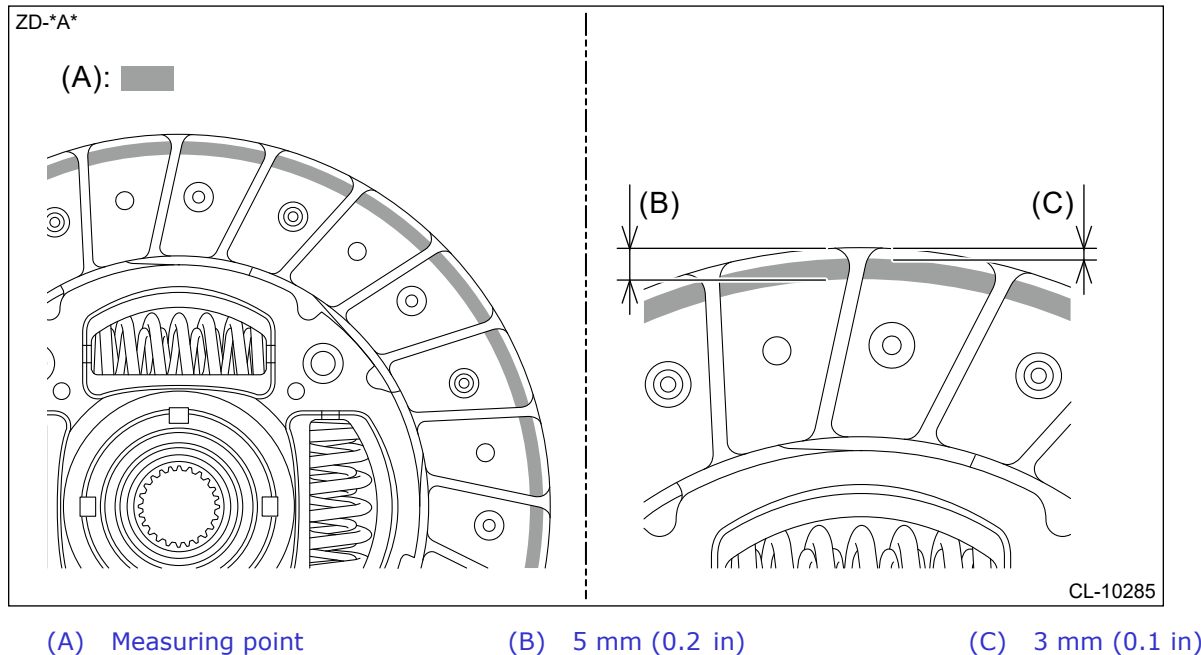 ZD-*A*
(A):
(B) (C)
CL-10285
(A) Measuring point (B) 5 mm (0.2 in) (C) 3 mm (0.1 in)